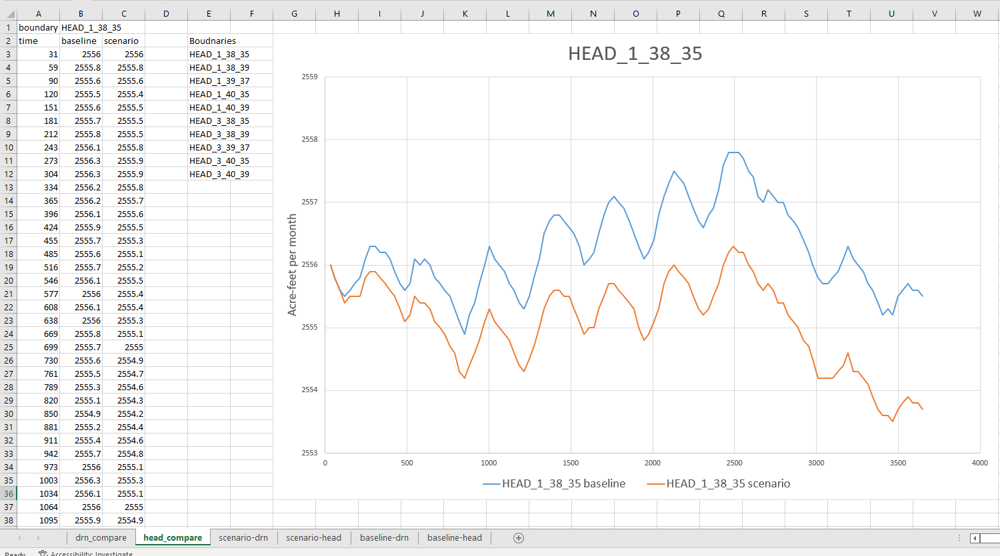 A B C D E F G H I J K L M N O P Q R S T U V W
1 boundary HEAD_1_38_35
2 time baseline scenario Boudnaries
3 31 2556 2556 HEAD_1_38_35
4 59 2555.8 2555.8 HEAD_1_38_39
5 90 2555.6 2555.6 HEAD_1_39_37
6 120 2555.5 2555.4 HEAD_1_40_35
7 151 2555.6 2555.5 HEAD_1_40_39
8 181 2555.7 2555.5 HEAD_3_38_35
9 212 2555.8 2555.5 HEAD_3_38_39
10 243 2556.1 2555.8 HEAD_3_39_37
11 273 2556.3 2555.9 HEAD_3_40_35
12 304 2556.3 2555.9 HEAD_3_40_39
13 334 2556.2 2555.8
14 365 2556.2 2555.7
15 396 2556.1 2555.6
16 424 2555.9 2555.5
17 455 2555.7 2555.3
18 485 2555.6 2555.1
19 516 2555.7 2555.2
20 546 2556.1 2555.5
21 577 2556 2555.4
22 608 2556.1 2555.4
23 638 2556 2555.3
24 669 2555.8 2555.1
25 699 2555.7 2555
26 730 2555.6 2554.9
27 761 2555.5 2554.7
28 789 2555.3 2554.6
29 820 2555.1 2554.3
30 850 2554.9 2554.2
31 881 2555.2 2554.4
32 911 2555.4 2554.6
33 942 2555.7 2554.8
34 973 2556 2555.1
35 1003 2556.3 2555.3
36 1034 2556.1 2555.1
37 1064 2556 2555
38 1095 2555.9 2554.9
HEAD_1_38_35
2559
2558
2557
2556
2555
2554
2553
Acre-feet per month
0 500 1000 1500 2000 2500 3000 3500 4000
HEAD_1_38_35 baseline HEAD_1_38_35 scenario
drn_compare head_compare scenario-drn scenario-head baseline-drn baseline-head
Ready Accessibility: Investigate